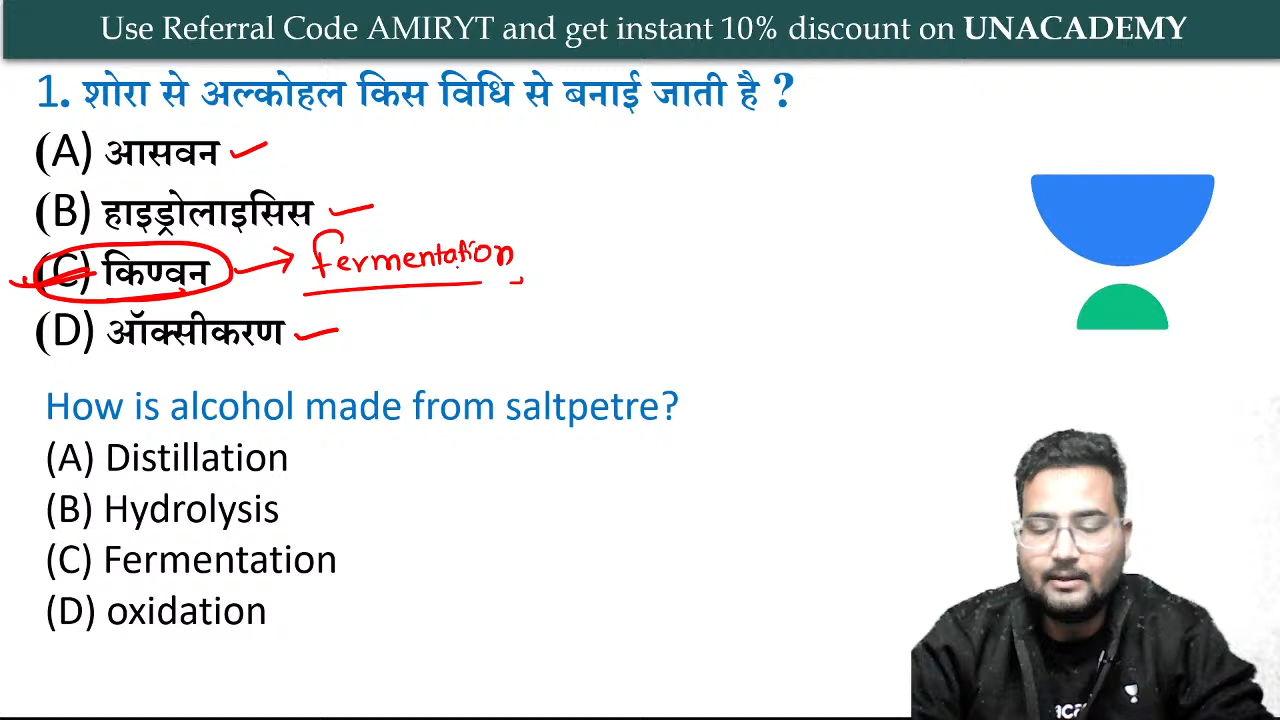 Use Referral Code AMIRYT and get instant 10% discount on UNACADEMY
1. शोरा से अल्कोहल किस विधि से बनाई जाती है ?
(A) आसवन
(B) हाइड्रोलाइसिस
(C) किण्वन → fermentation
(D) ऑक्सीकरण
How is alcohol made from saltpetre?
(A) Distillation
(B) Hydrolysis
(C) Fermentation
(D) oxidation